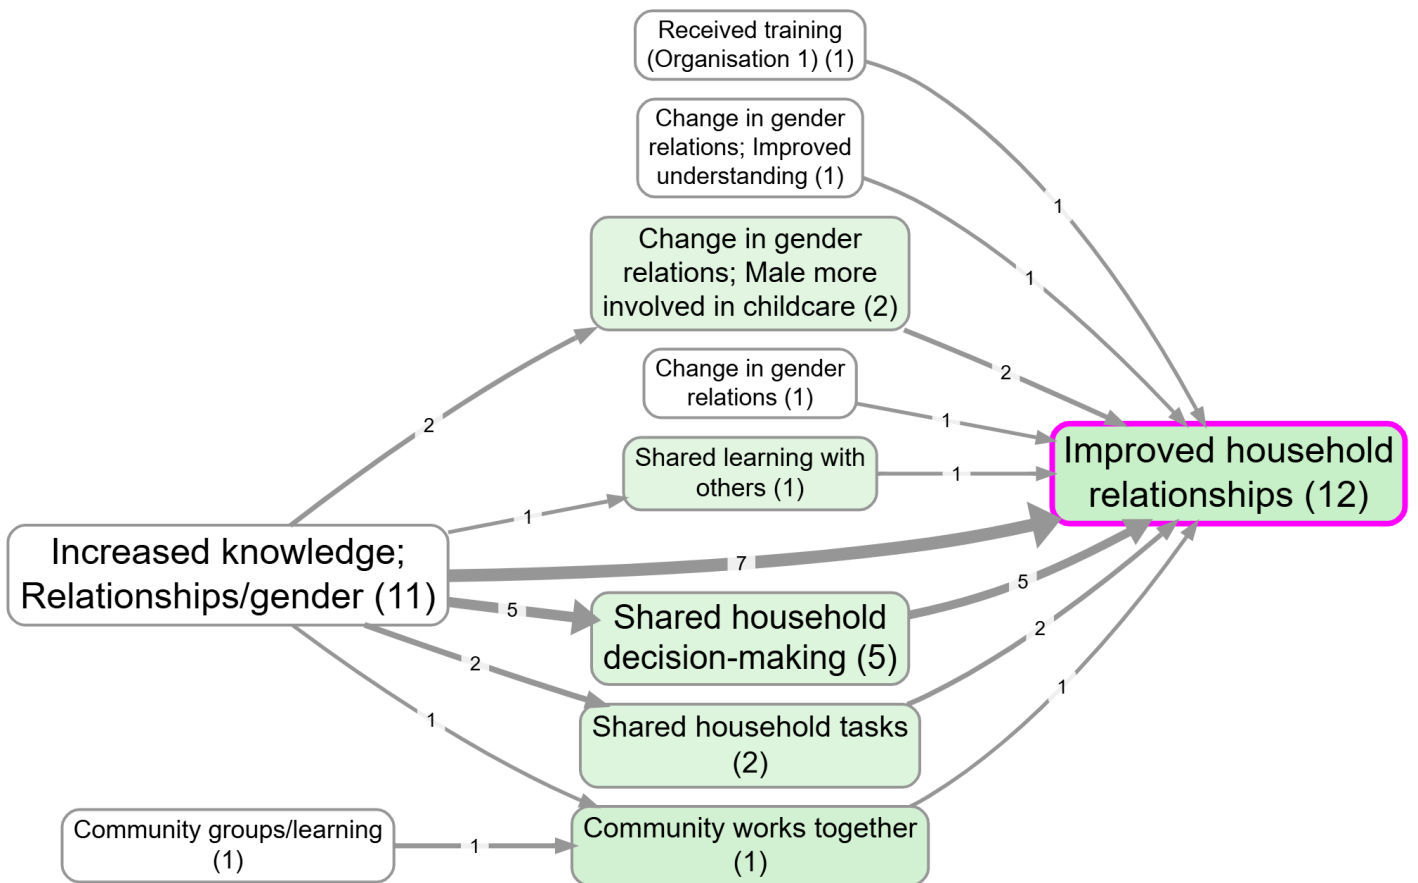 Received training
(Organisation 1) (1)
Change in gender
relations; Improved
understanding (1)
1
Change in gender
relations; Male more
involved in childcare (2)
1
2
2
Change in gender
relations (1)
1
Improved household
relationships (12)
Shared learning with
others (1)
1
1
Increased knowledge;
Relationships/gender (11)
7
5
5
Shared household
decision-making (5)
2
2
1
1
Shared household tasks
(2)
Community groups/learning
(1)
1
Community works together
(1)